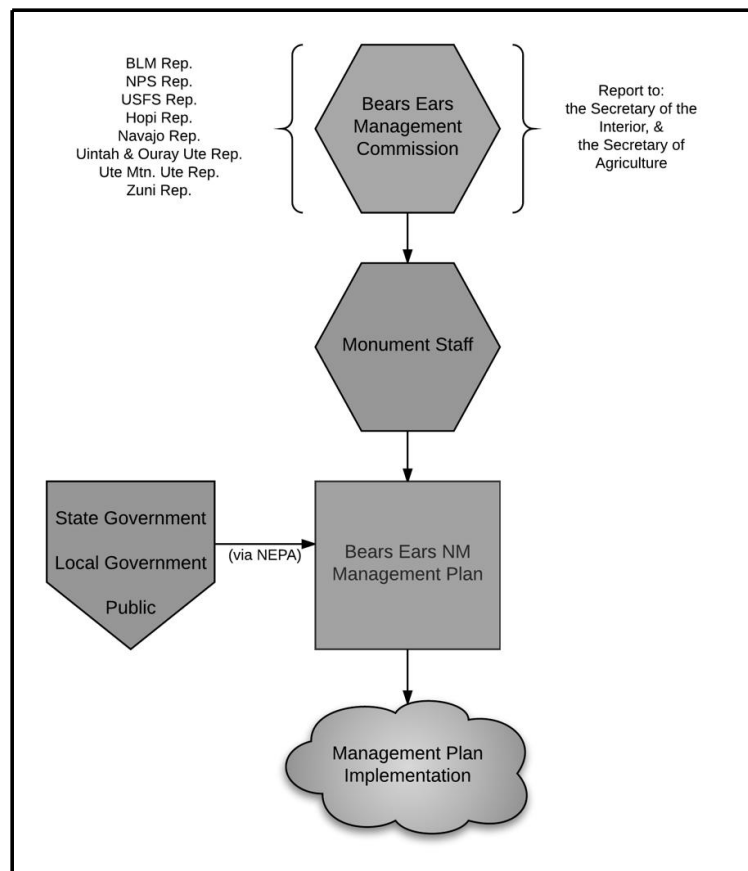 BLM Rep.
NPS Rep.
USFS Rep.
Hopi Rep.
Navajo Rep.
Uintah & Ouray Ute Rep.
Ute Mtn. Ute Rep.
Zuni Rep.
Bears Ears
Management
Commission
Report to:
the Secretary of the
Interior, &
the Secretary of
Agriculture
Monument Staff
State Government
Local Government
Public
(via NEPA)
Bears Ears NM
Management Plan
Management Plan
Implementation